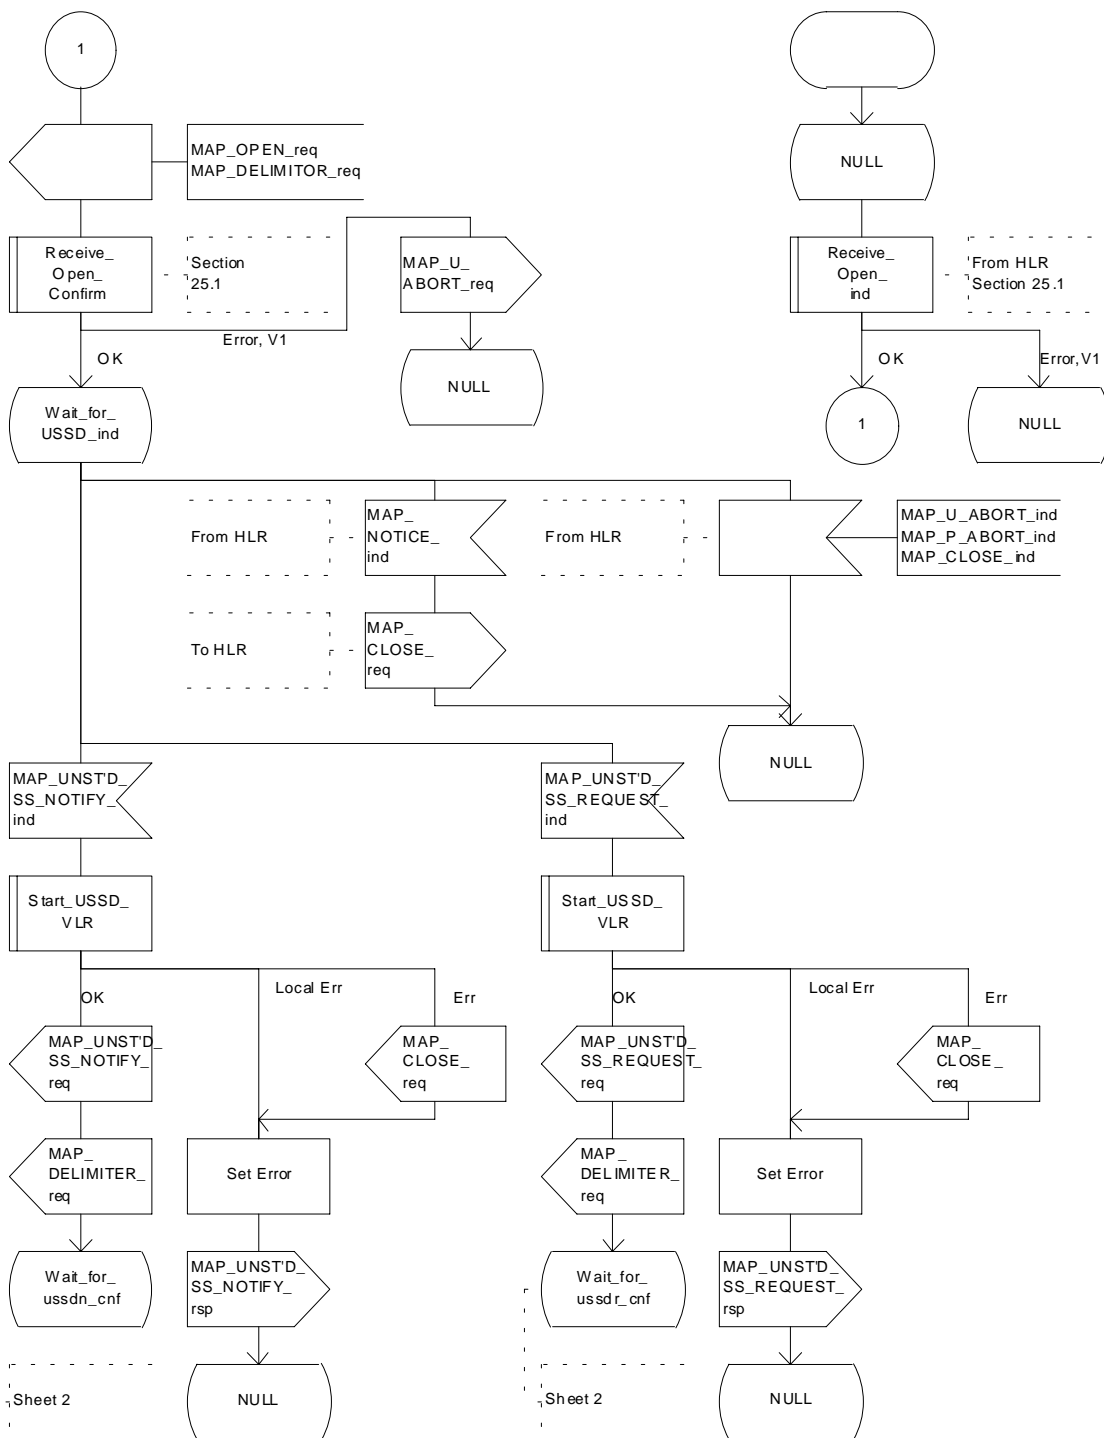 1
MAP_OPEN_req
MAP_DELIMITOR_req
NULL
Receive_
Open_
Confirm
Section
25.1
MAP_U_
ABORT_req
Receive_
Open_
ind
From HLR
Section 25.1
Error, V1
OK
OK
Error,V1
NULL
Wait_for_
USSD_ind
1
NULL
From HLR
MAP_
NOTICE_
ind
From HLR
MAP_U_ABORT_ind
MAP_P_ABORT_ind
MAP_CLOSE_ind
To HLR
MAP_
CLOSE_
req
NULL
MAP_UNST'D_
SS_NOTIFY_
ind
MAP_UNST'D_
SS_REQUEST_
ind
Start_USSD_
VLR
Start_USSD_
VLR
OK
Local Err
Err
OK
Local Err
Err
MAP_UNST'D_
SS_NOTIFY_
req
MAP_
CLOSE_
req
MAP_UNST'D_
SS_REQUEST_
req
MAP_
CLOSE_
req
MAP_
DELIMITER_
req
Set Error
MAP_
DELIMITER_
req
Set Error
Wait_for_
ussdn_cnf
MAP_UNST'D_
SS_NOTIFY_
rsp
Wait_for_
ussdr_cnf
MAP_UNST'D_
SS_REQUEST_
rsp
Sheet 2
NULL
Sheet 2
NULL